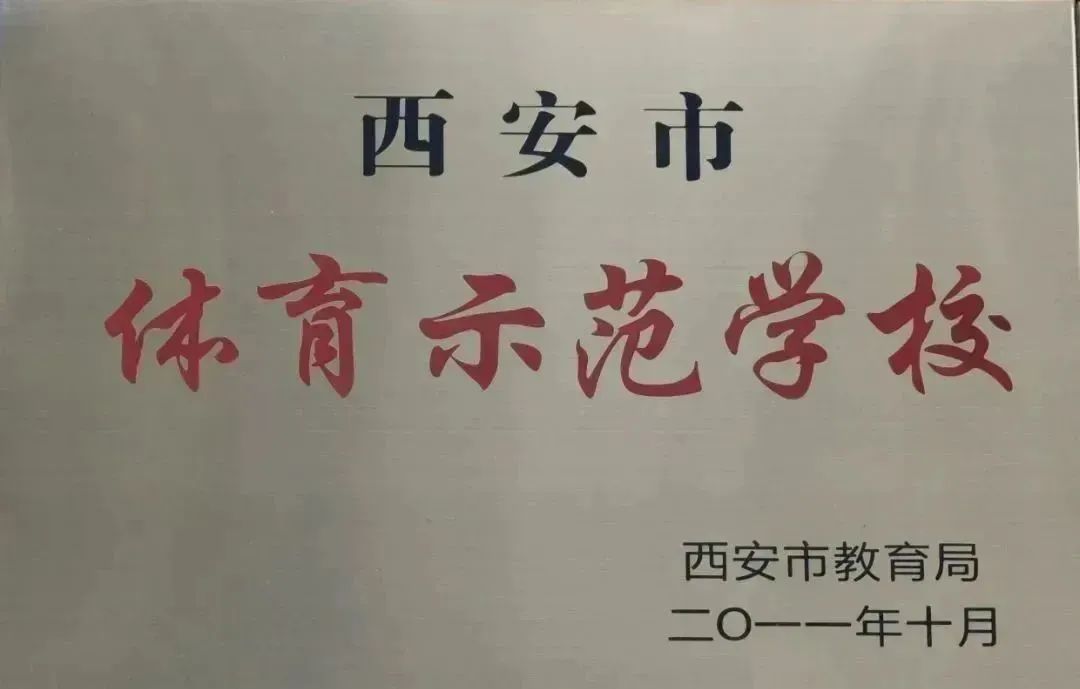 西安市
体育示范学校
西安市教育局
二〇一一年十月